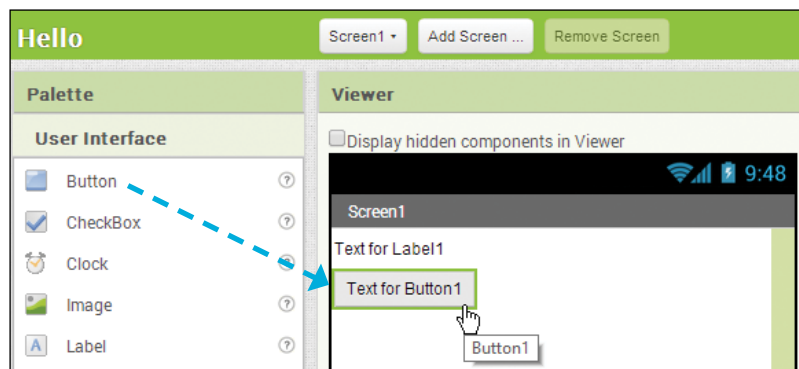 Hello
Screen1
Add Screen ...
Remove Screen
Palette
User Interface
Button
?
CheckBox
?
Clock
?
Image
?
A
Label
?
Viewer
Display hidden components in Viewer
9:48
Screen1
Text for Label1
Text for Button1
Button1